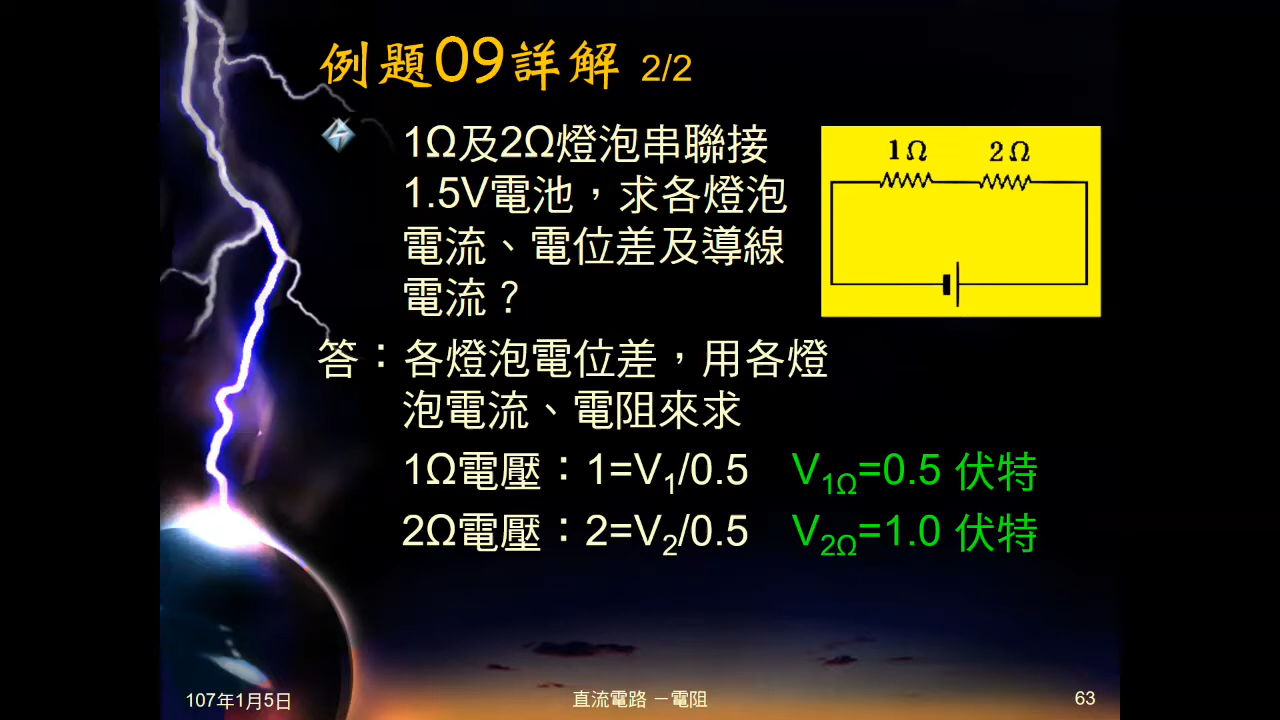 例題09詳解 2/2
1Ω及2Ω燈泡串聯接
1.5V電池，求各燈泡
電流、電位差及導線
電流？
1Ω 2Ω
答：各燈泡電位差，用各燈
泡電流、電阻來求
1Ω電壓：1=V₁/0.5 V₁Ω=0.5 伏特
2Ω電壓：2=V₂/0.5 V₂Ω=1.0 伏特
107年1月5日
直流電路 －電阻
63